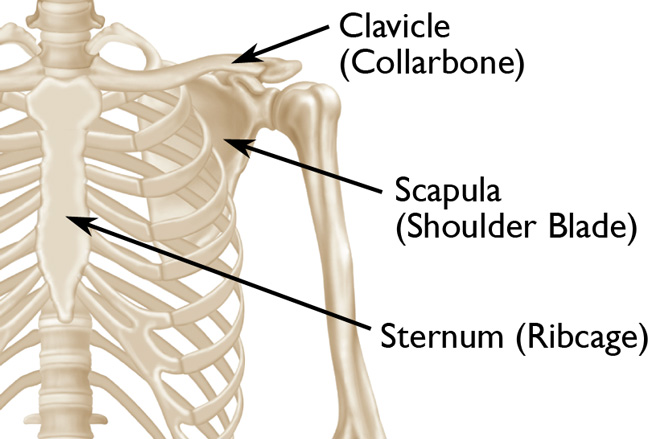 Clavicle
(Collarbone)
Scapula
(Shoulder Blade)
Sternum (Ribcage)